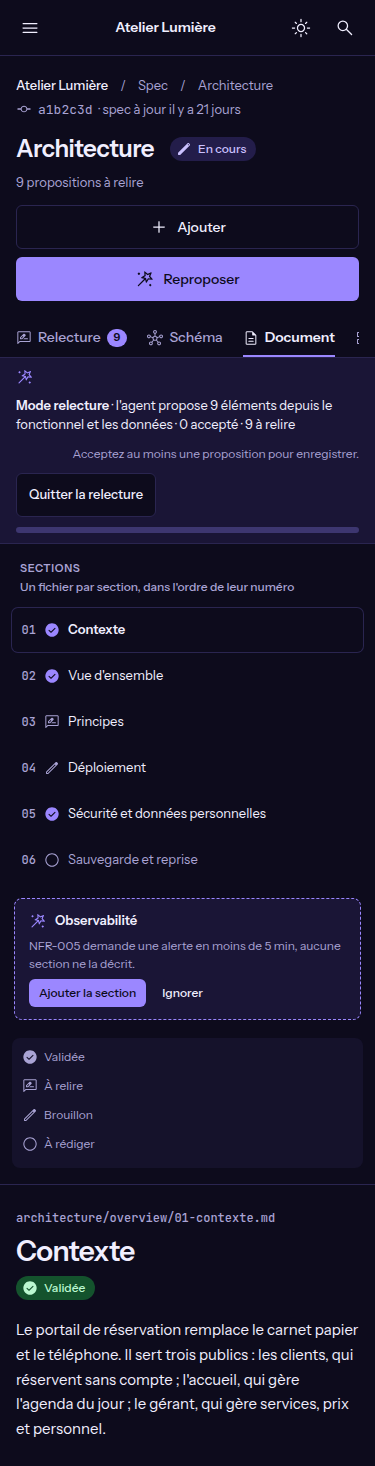 Atelier Lumière
Atelier Lumière / Spec / Architecture
a1b2c3d · spec à jour il y a 21 jours
Architecture En cours
9 propositions à relire
Ajouter
Reproposer
Relecture 9 Schéma Document
Mode relecture · l'agent propose 9 éléments depuis le
fonctionnel et les données · 0 accepté · 9 à relire
Acceptez au moins une proposition pour enregistrer.
Quitter la relecture
SECTIONS
Un fichier par section, dans l'ordre de leur numéro
01 Contexte
02 Vue d'ensemble
03 Principes
04 Déploiement
05 Sécurité et données personnelles
06 Sauvegarde et reprise
Observabilité
NFR-005 demande une alerte en moins de 5 min, aucune
section ne la décrit.
Ajouter la section Ignorer
Validée
À relire
Brouillon
À rédiger
architecture/overview/01-contexte.md
Contexte
Validée
Le portail de réservation remplace le carnet papier
et le téléphone. Il sert trois publics : les clients, qui
réservent sans compte ; l'accueil, qui gère
l'agenda du jour ; le gérant, qui gère services, prix
et personnel.